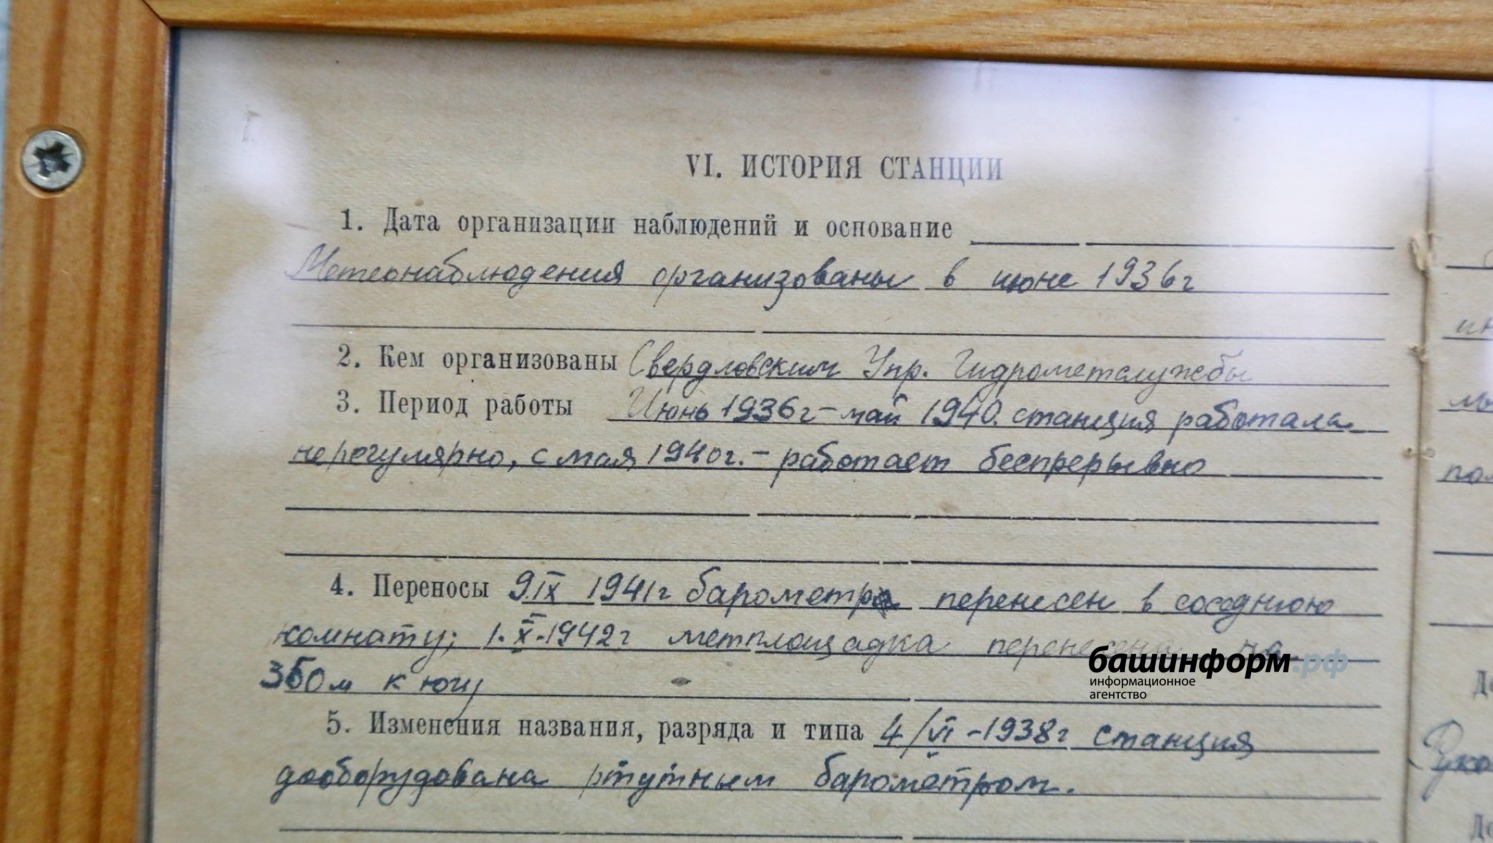 VI. ИСТОРИЯ СТАНЦИИ
1. Дата организации наблюдений и основание
Метеонаблюдения организованы в июне 1936г
2. Кем организованы Свердловским Упр. Гидрометслужбы
3. Период работы Июнь 1936г – май 1940. станция работала
нерегулярно, с мая 1940г. – работает беспрерывно
4. Переносы 9.IX 1941г барометр перенесен в соседнюю
комнату; 1.X.-1942г метплощадка перенесена на
350м к югу
башинформ.рф
информационное
агентство
5. Изменения названия, разряда и типа 4/VI -1938г станция
дооборудована ртутным барометром.